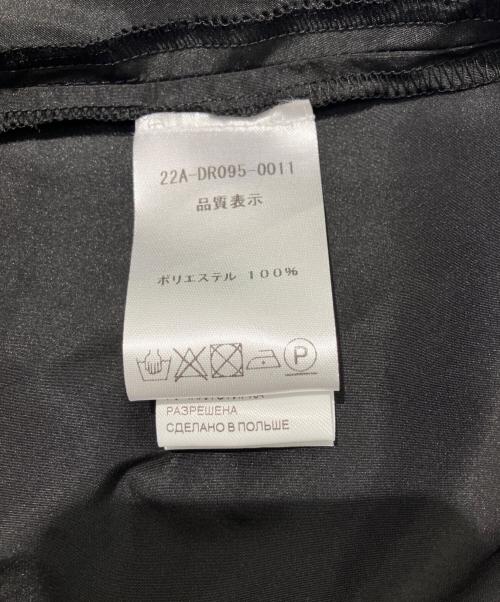 22A-DR095-0011
品質表示
ポリエステル 100%
P
РАЗРЕШЕНА
СДЕЛАНО В ПОЛЬШЕ